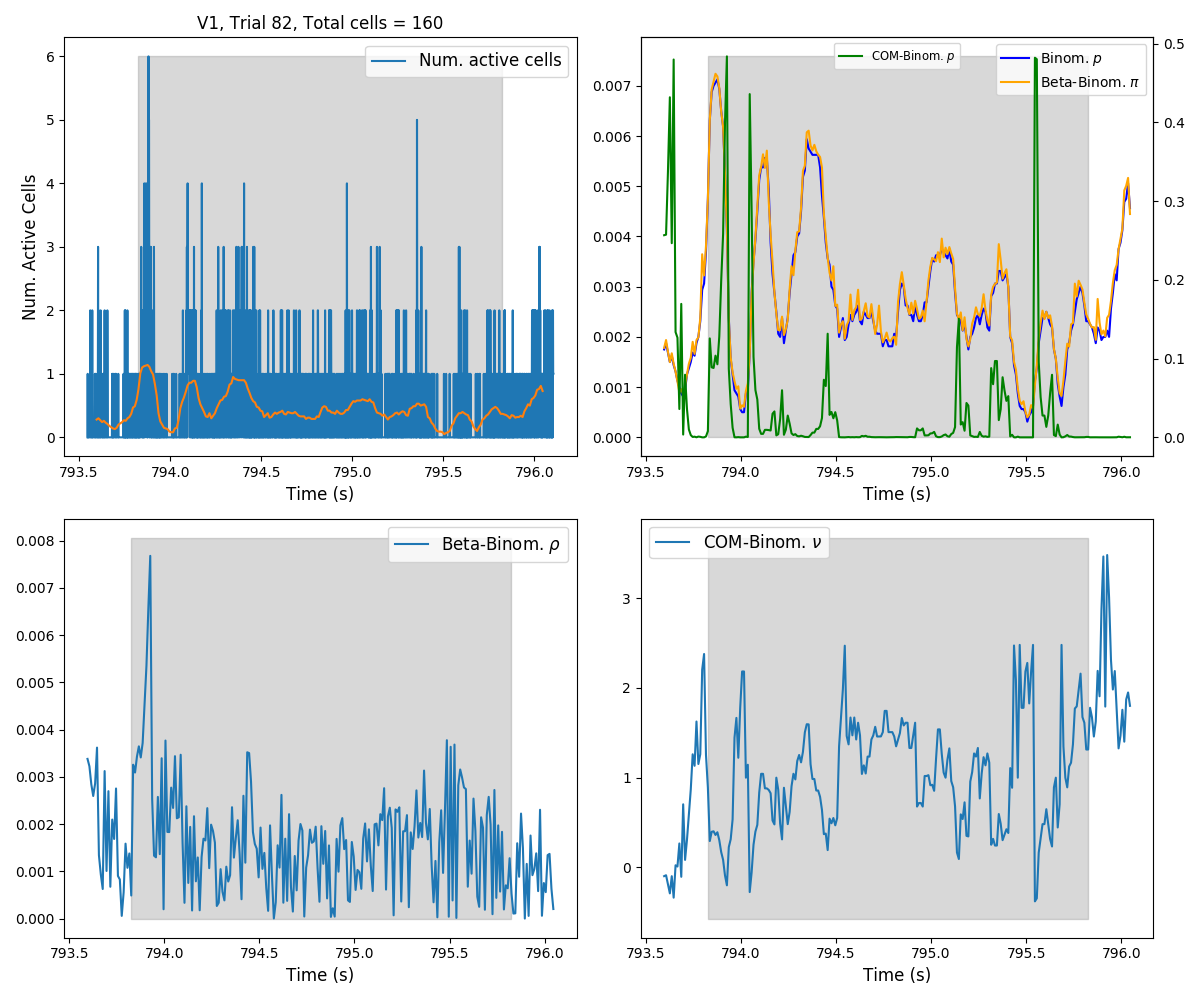 V1, Trial 82, Total cells = 160
Num. active cells
Num. Active Cells
6
5
4
3
2
1
0
793.5 794.0 794.5 795.0 795.5 796.0
Time (s)
COM-Binom. p
Binom. p
Beta-Binom. π
0.007
0.006
0.005
0.004
0.003
0.002
0.001
0.000
0.5
0.4
0.3
0.2
0.1
0.0
793.5 794.0 794.5 795.0 795.5 796.0
Time (s)
Beta-Binom. ρ
0.008
0.007
0.006
0.005
0.004
0.003
0.002
0.001
0.000
793.5 794.0 794.5 795.0 795.5 796.0
Time (s)
COM-Binom. ν
3
2
1
0
793.5 794.0 794.5 795.0 795.5 796.0
Time (s)